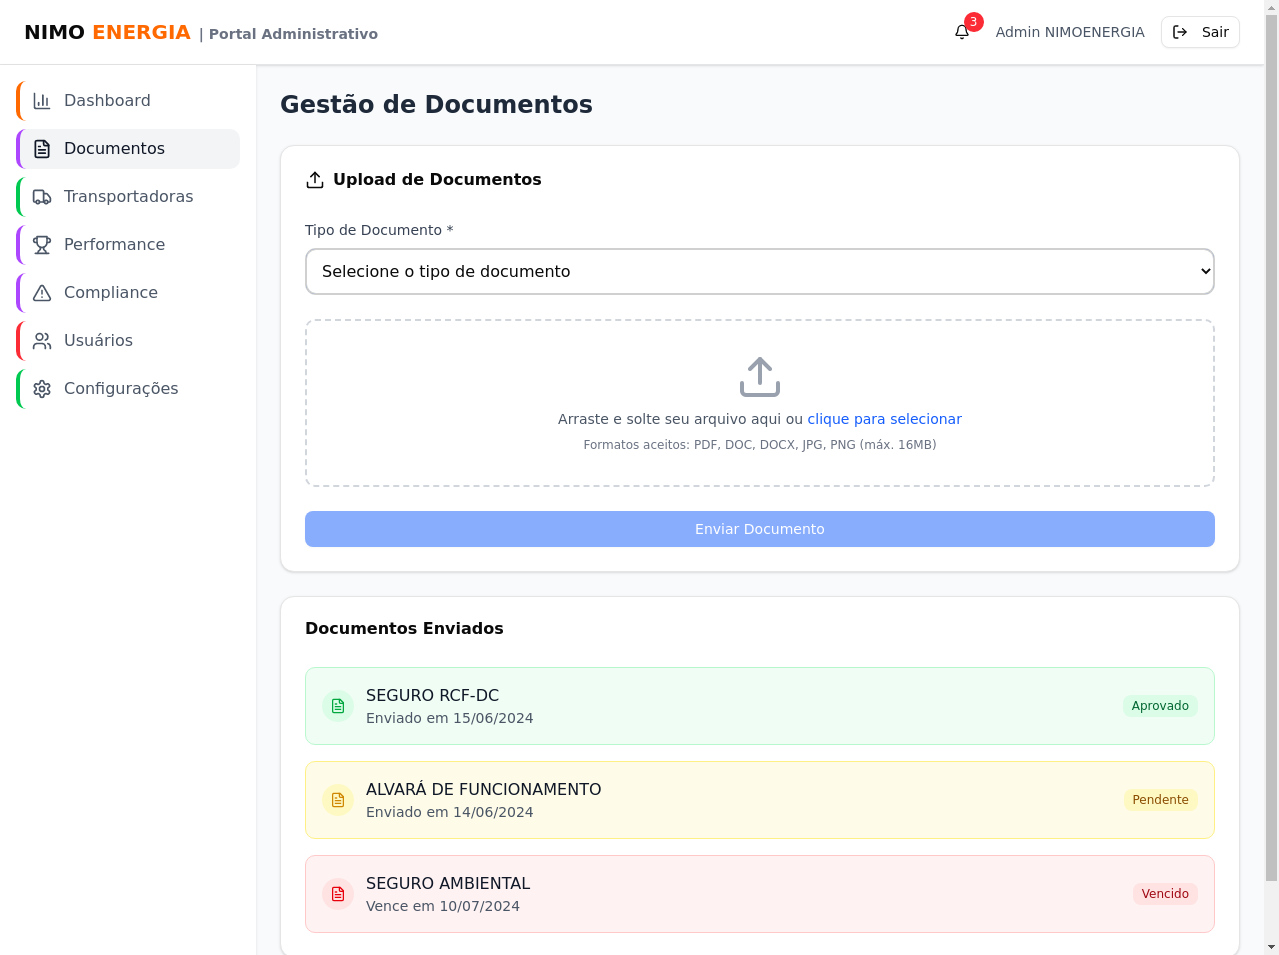 NIMO ENERGIA | Portal Administrativo
3
Admin NIMOENERGIA
Sair
Dashboard
Documentos
Transportadoras
Performance
Compliance
Usuários
Configurações
Gestão de Documentos
Upload de Documentos
Tipo de Documento *
Selecione o tipo de documento
Arraste e solte seu arquivo aqui ou clique para selecionar
Formatos aceitos: PDF, DOC, DOCX, JPG, PNG (máx. 16MB)
Enviar Documento
Documentos Enviados
SEGURO RCF-DC
Enviado em 15/06/2024
Aprovado
ALVARÁ DE FUNCIONAMENTO
Enviado em 14/06/2024
Pendente
SEGURO AMBIENTAL
Vence em 10/07/2024
Vencido